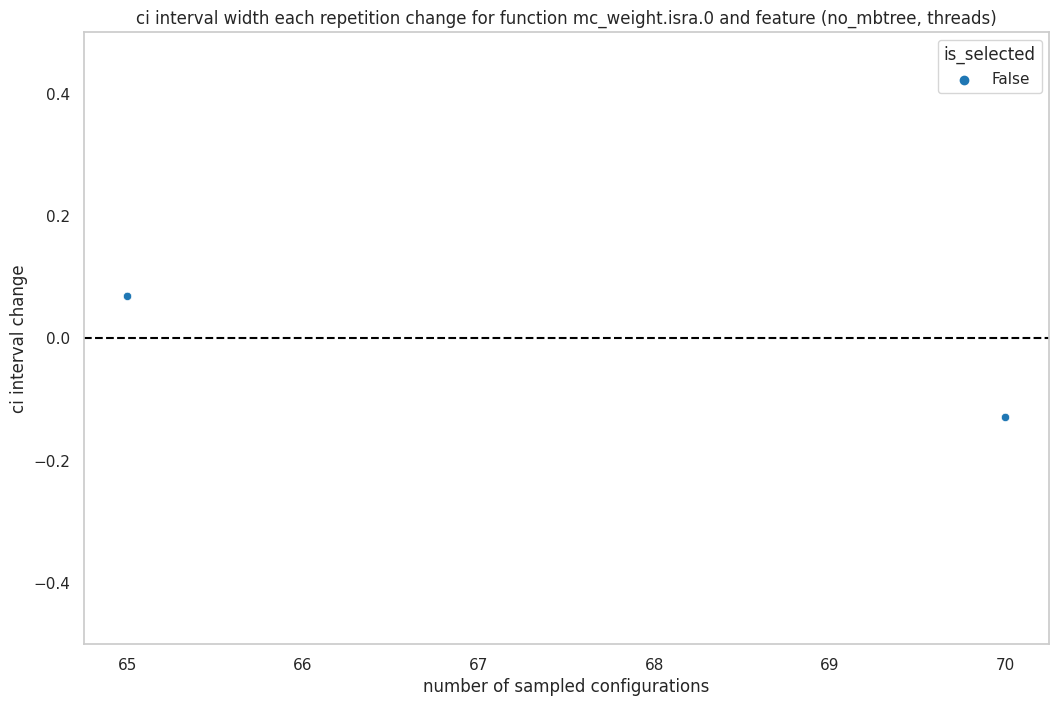 ci interval width each repetition change for function mc_weight.isra.0 and feature (no_mbtree, threads)
is_selected
False
ci interval change
0.4
0.2
0.0
−0.2
−0.4
65 66 67 68 69 70
number of sampled configurations